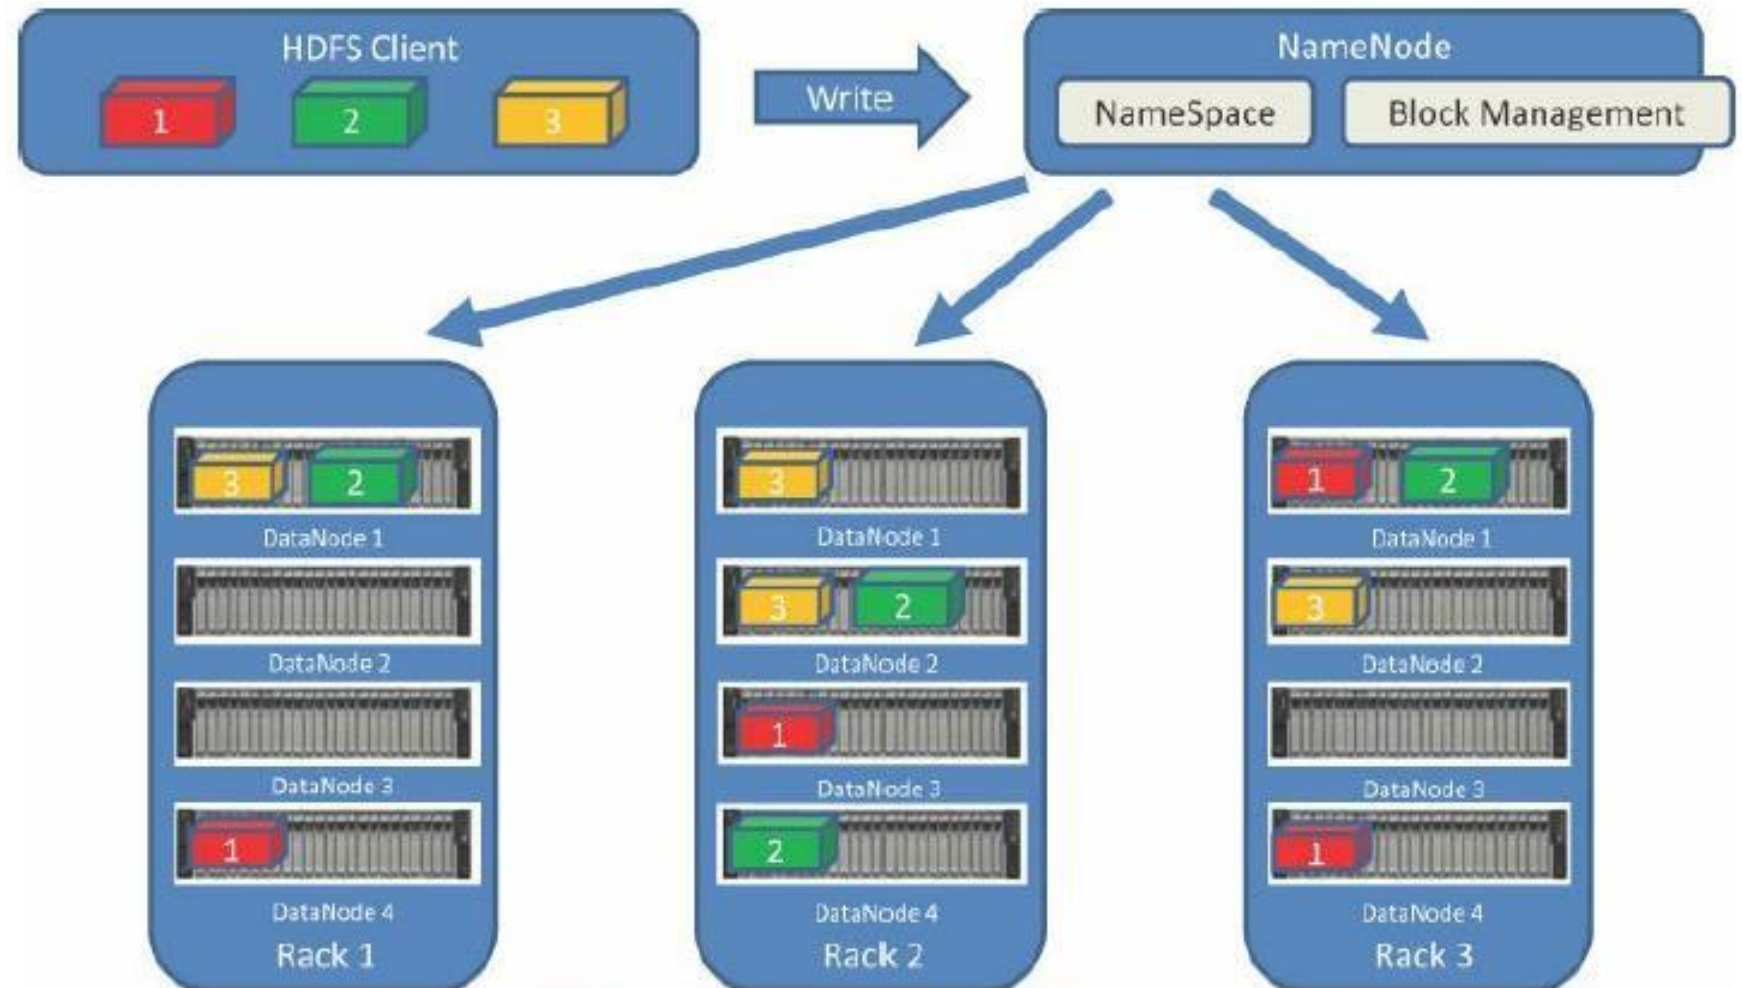 HDFS Client
1
2
3
Write
NameNode
NameSpace
Block Management
3
2
DataNode 1
DataNode 2
DataNode 3
1
DataNode 4
Rack 1
3
DataNode 1
3
2
DataNode 2
1
DataNode 3
2
DataNode 4
Rack 2
1
2
DataNode 1
3
DataNode 2
DataNode 3
1
DataNode 4
Rack 3